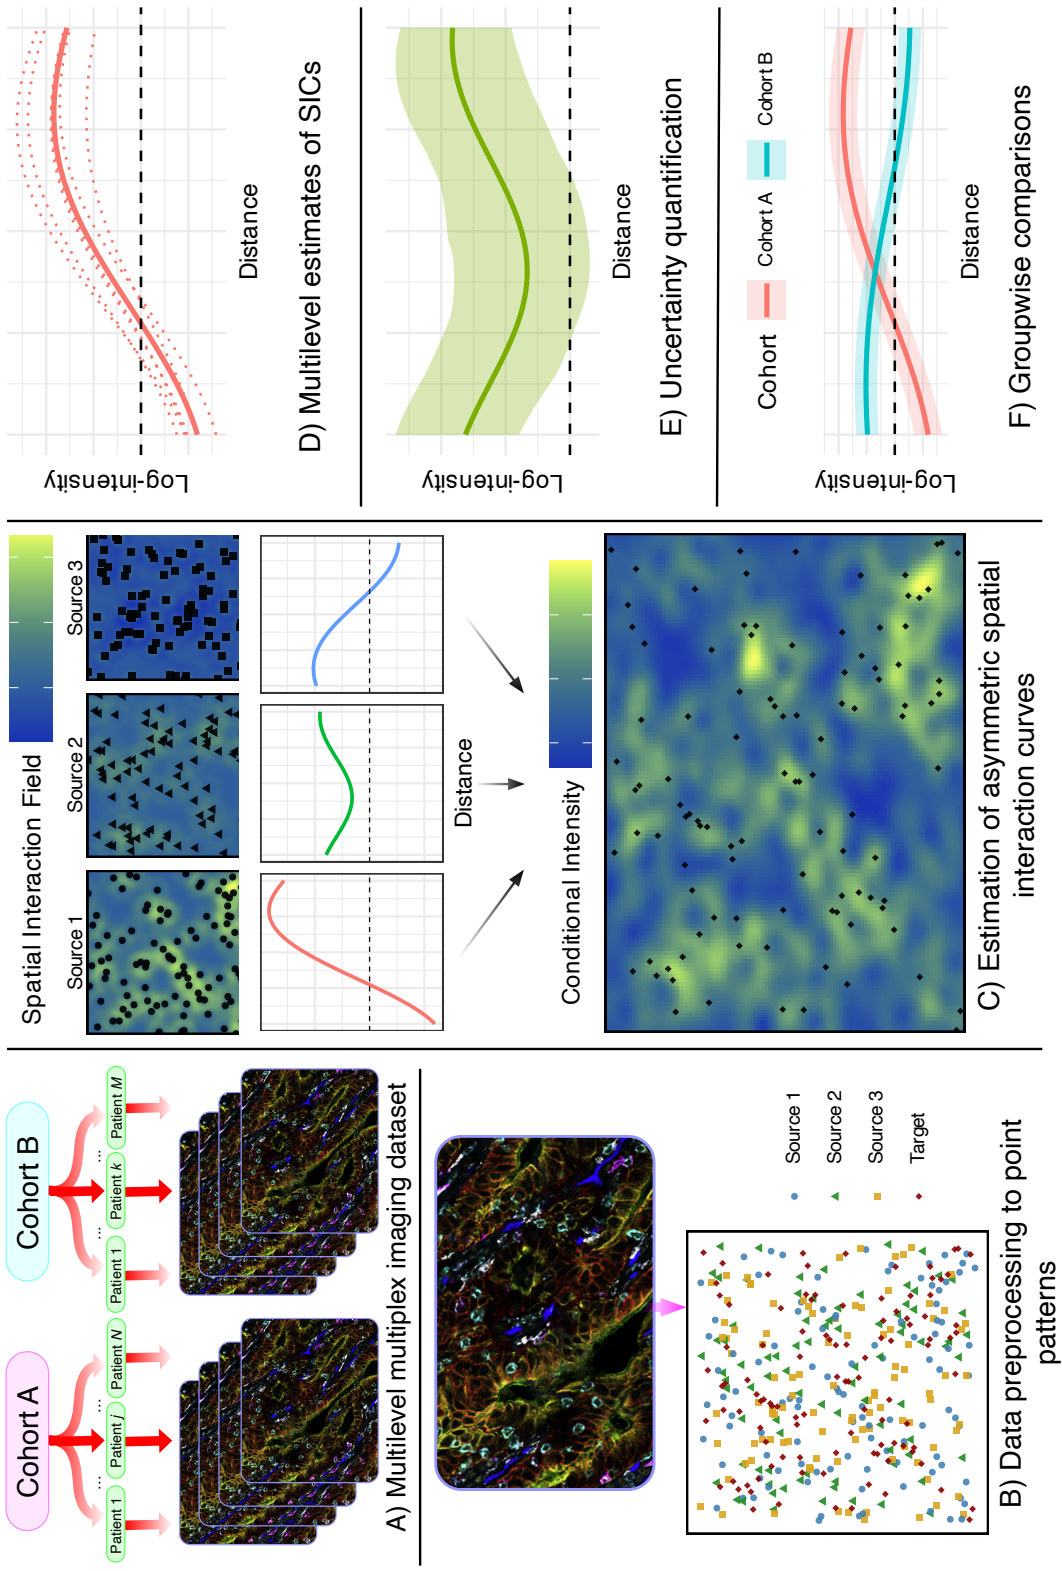 Cohort A
Cohort B
Patient 1
...
Patient j
...
Patient N
Patient 1
...
Patient k
...
Patient M
A) Multilevel multiplex imaging dataset
Source 1
Source 2
Source 3
Target
B) Data preprocessing to point
patterns
Spatial Interaction Field
Source 1
Source 2
Source 3
Distance
Conditional Intensity
C) Estimation of asymmetric spatial
interaction curves
Log-intensity
Distance
D) Multilevel estimates of SICs
Log-intensity
Distance
E) Uncertainty quantification
Cohort
Cohort A
Cohort B
Log-intensity
Distance
F) Groupwise comparisons